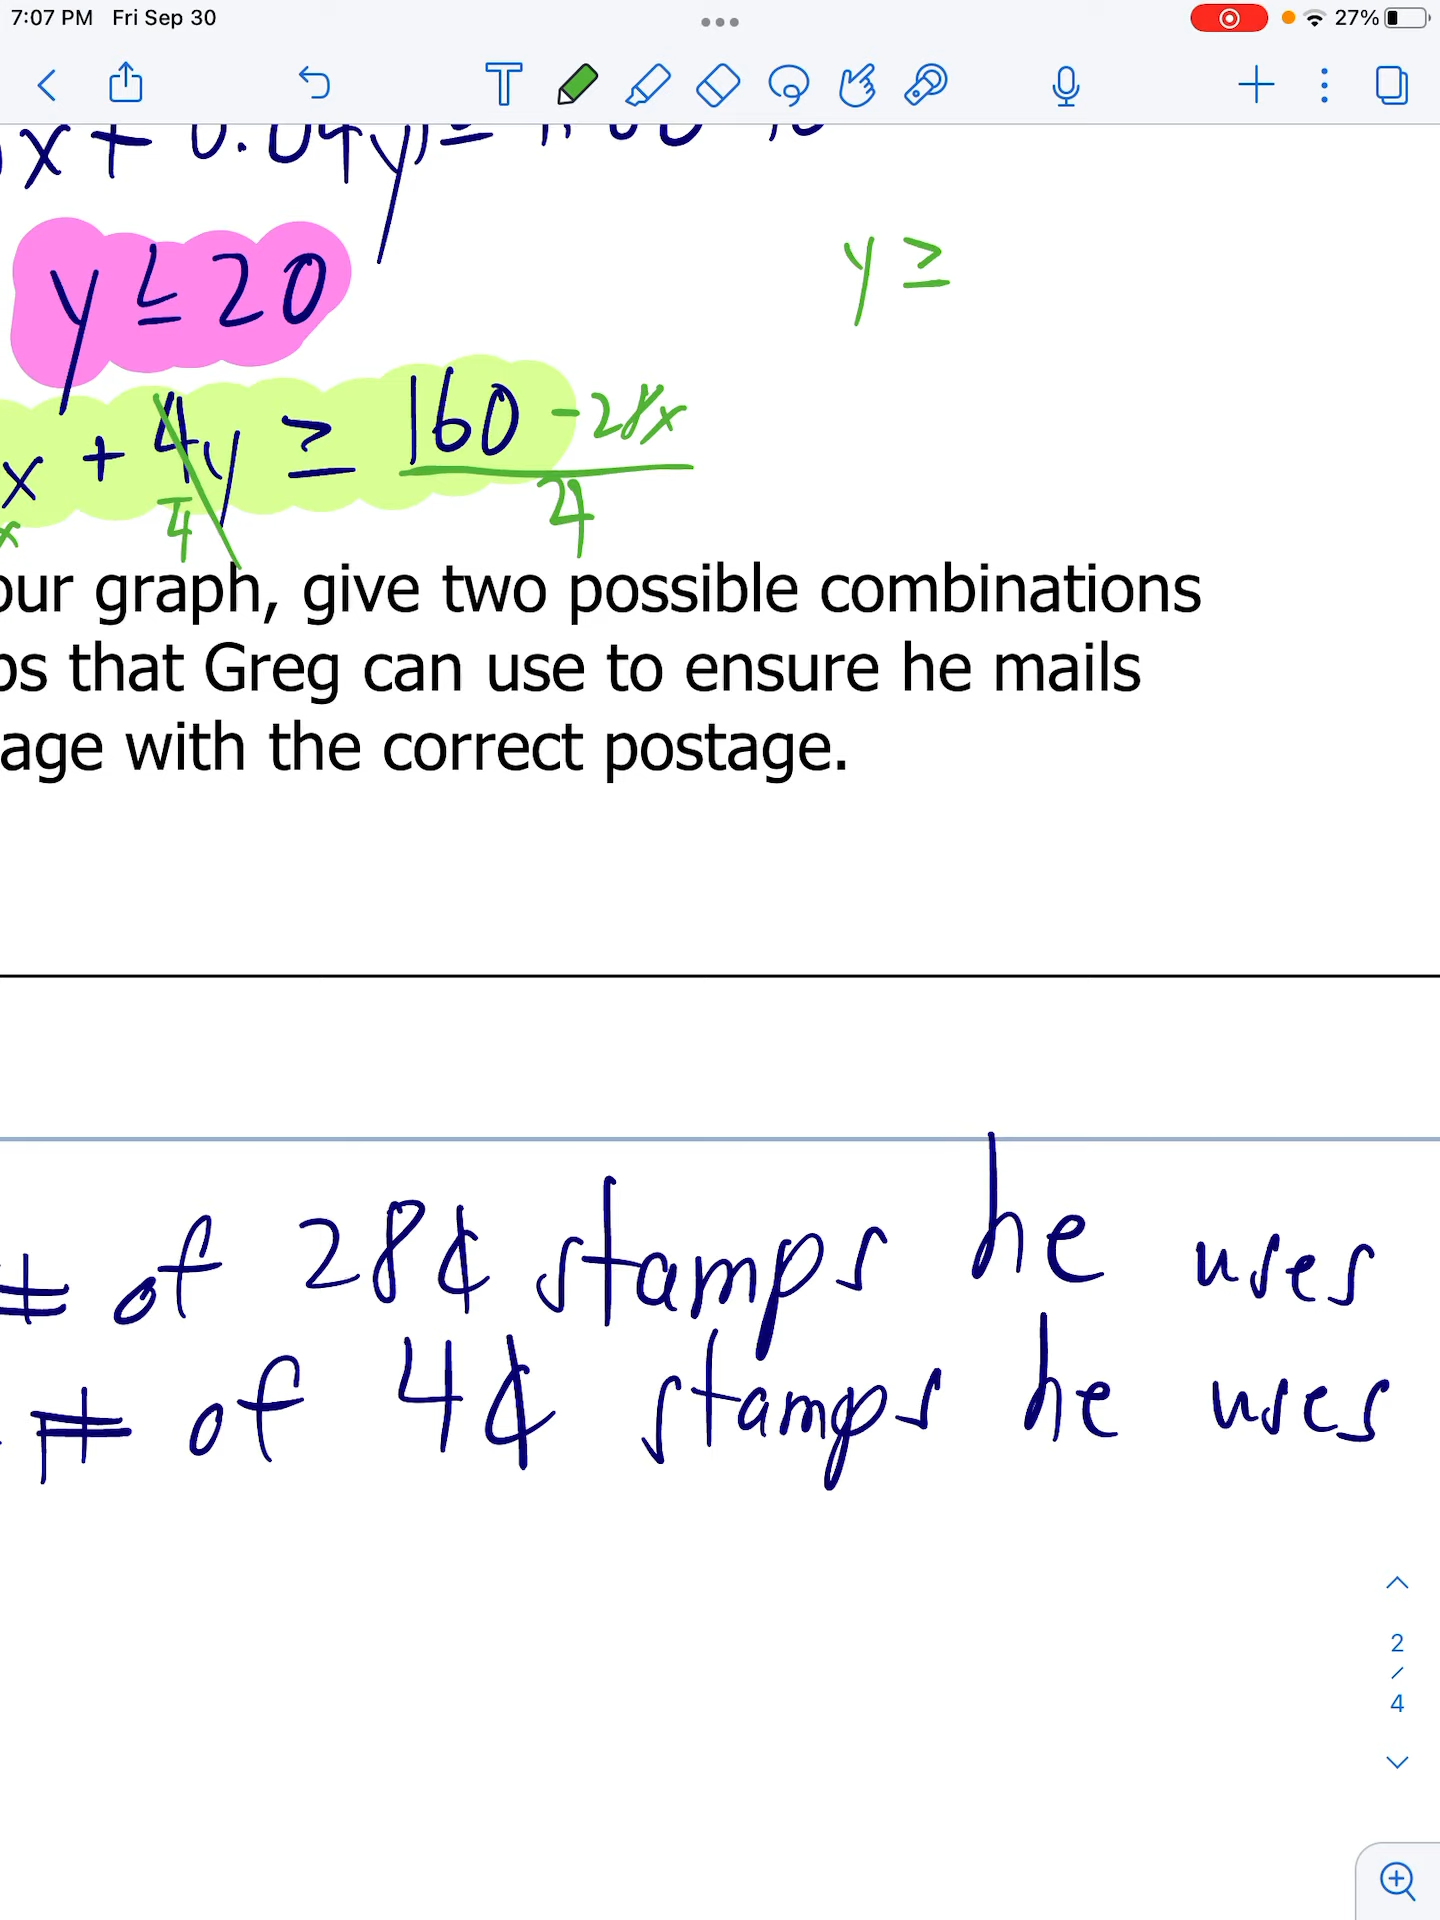 7:07 PM Fri Sep 30 27%
T
x + 0.04y) ≥
y ≤ 20
y ≥
x + 4y ≥ 160 - 28x
4 4
x
our graph, give two possible combinations
ps that Greg can use to ensure he mails
age with the correct postage.
# of 28¢ stamps he uses
# of 4¢ stamps he uses
2
/
4